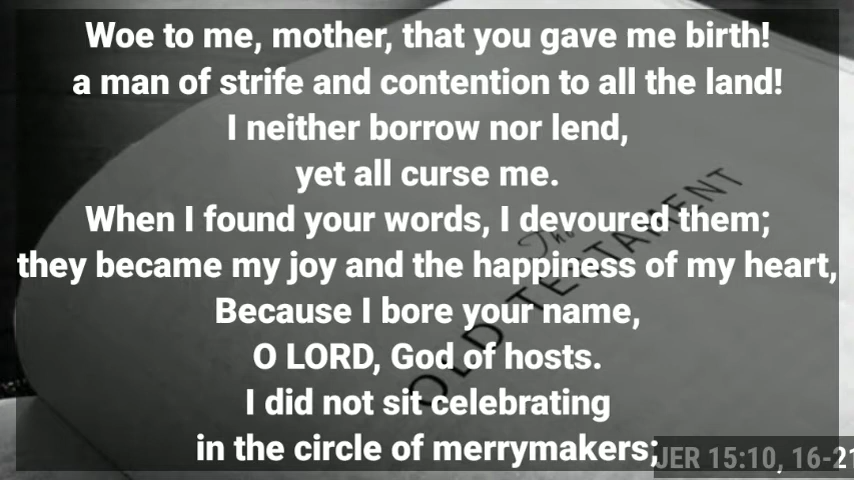 Woe to me, mother, that you gave me birth!
a man of strife and contention to all the land!
I neither borrow nor lend,
yet all curse me.
When I found your words, I devoured them;
they became my joy and the happiness of my heart,
Because I bore your name,
O LORD, God of hosts.
I did not sit celebrating
in the circle of merrymakers;
JER 15:10, 16-21
The
OLD TESTAMENT